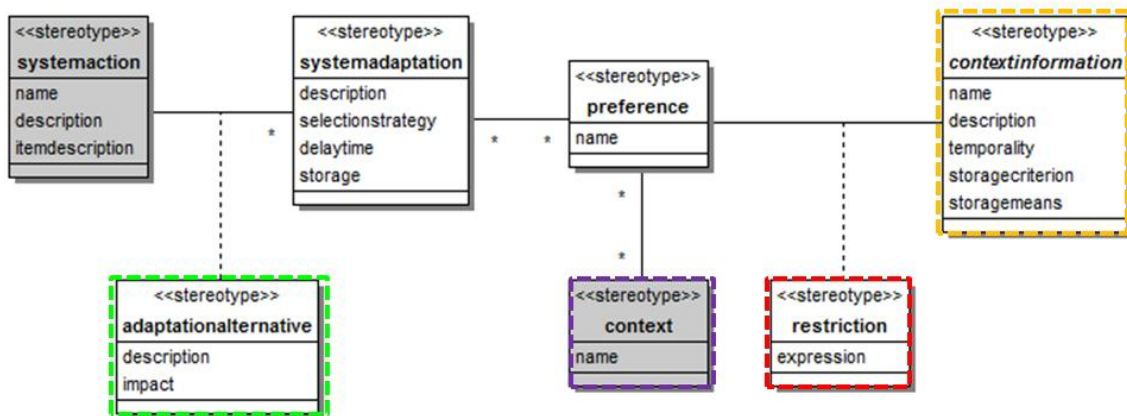 <<stereotype>>
systemaction
name
description
itemdescription
*
<<stereotype>>
systemadaptation
description
selectionstrategy
delaytime
storage
*
*
<<stereotype>>
preference
name
*
*
<<stereotype>>
contextinformation
name
description
temporality
storagecriterion
storagemeans
<<stereotype>>
adaptationalternative
description
impact
<<stereotype>>
context
name
<<stereotype>>
restriction
expression